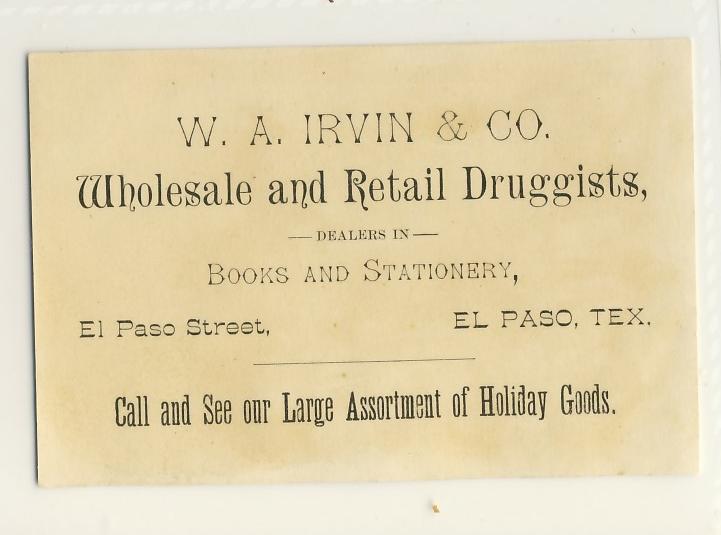 W. A. IRVIN & CO.
Wholesale and Retail Druggists,
— DEALERS IN —
BOOKS AND STATIONERY,
El Paso Street, EL PASO, TEX.
Call and See our Large Assortment of Holiday Goods.